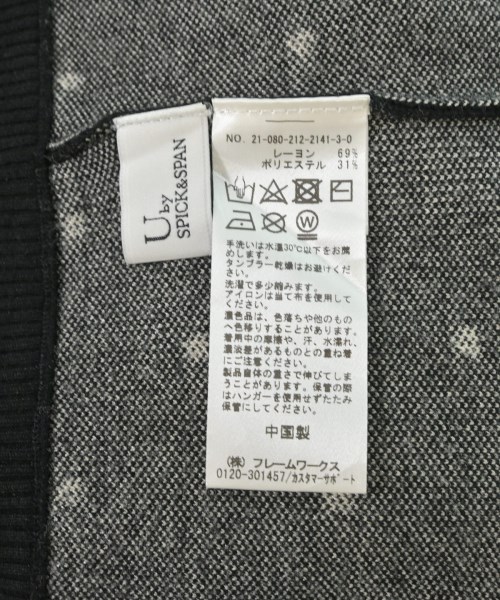 U by
SPICK&SPAN
NO. 21-080-212-2141-3-0
レーヨン 69%
ポリエステル 31%
W
手洗いは水温30℃以下をお薦
めします。
タンブラー乾燥はお避けくだ
さい。
洗濯で多少縮みます。
アイロンは当て布を使用して
ください。
濃色品は、色落ちや他のもの
へ色移りすることがあります。
着用中の摩擦や、汗、水濡れ、
濃淡差があるものとの重ね着
にご注意ください。
製品自体の重さで伸びてしま
うことがあります。保管の際
はハンガーを使用せずたたみ
保管にしてください。
中国製
(株) フレームワークス
0120-301457/カスタマーサポート